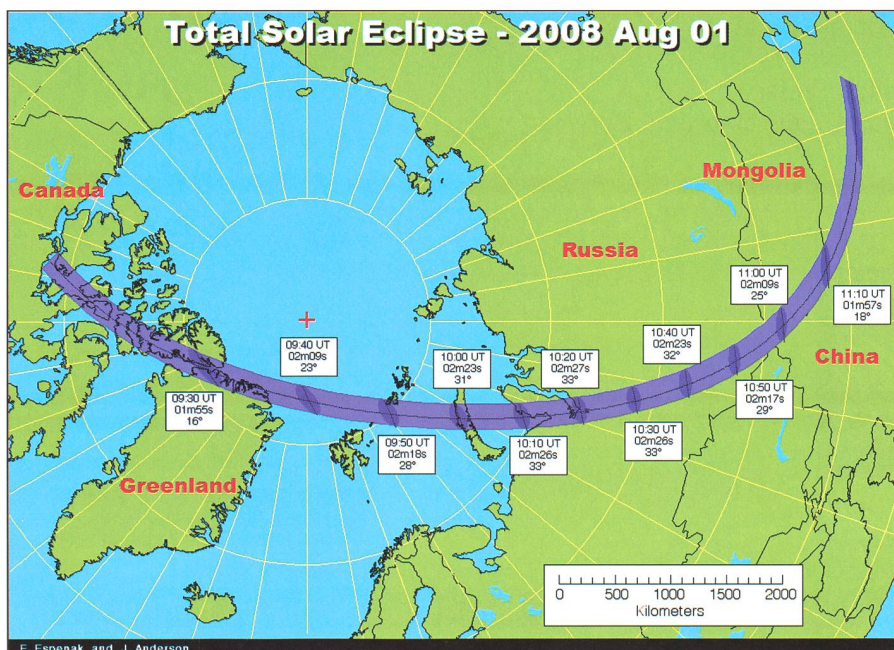 Total Solar Eclipse - 2008 Aug 01
Canada
Mongolia
Russia
China
Greenland
09:30 UT
01m55s
16°
09:40 UT
02m09s
23°
09:50 UT
02m18s
28°
10:00 UT
02m23s
31°
10:10 UT
02m26s
33°
10:20 UT
02m27s
33°
10:30 UT
02m26s
33°
10:40 UT
02m23s
32°
10:50 UT
02m17s
29°
11:00 UT
02m09s
25°
11:10 UT
01m57s
18°
0 500 1000 1500 2000
Kilometers
F. Espenak and J. Anderson